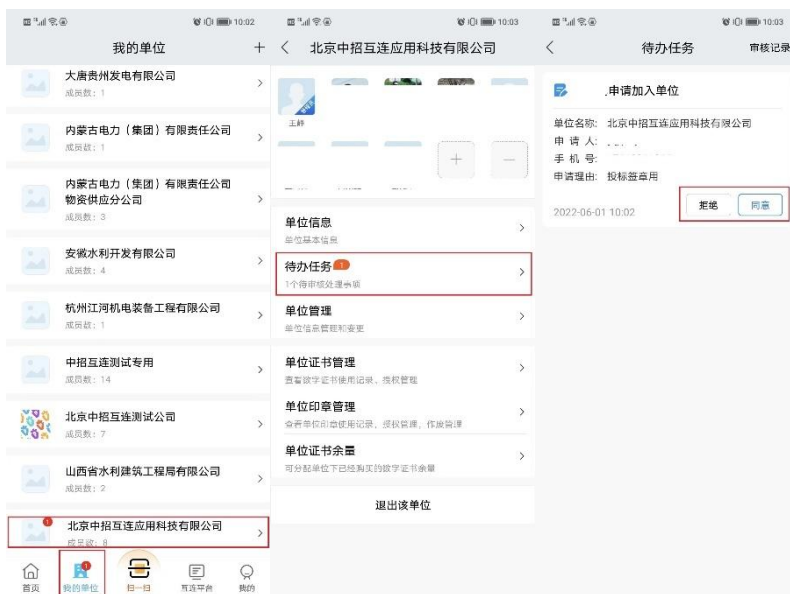 10:02
我的单位
大唐贵州发电有限公司
成员数：1
内蒙古电力（集团）有限责任公司
成员数：1
内蒙古电力（集团）有限责任公司
物资供应分公司
成员数：3
安徽水利开发有限公司
成员数：4
杭州江河机电装备工程有限公司
成员数：1
中招互连测试专用
成员数：14
北京中招互连测试公司
成员数：7
山西省水利建筑工程局有限公司
成员数：2
1
北京中招互连应用科技有限公司
成员数：8
1
首页
我的单位
扫一扫
互连平台
我的
10:03
北京中招互连应用科技有限公司
王峥
单位信息
单位基本信息
待办任务 1
1个待审核处理事项
单位管理
单位信息管理和变更
单位证书管理
查看数字证书使用记录、授权管理
单位印章管理
查看单位印章使用记录，授权管理，作废管理
单位证书余量
可分配单位下已经购买的数字证书余量
退出该单位
10:03
待办任务
审核记录
申请加入单位
单位名称: 北京中招互连应用科技有限公司
申 请 人:
手 机 号:
申请理由: 投标签章用
2022-06-01 10:02
拒绝
同意